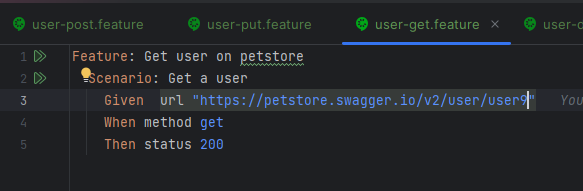 user-post.feature user-put.feature user-get.feature
1 Feature: Get user on petstore
2 Scenario: Get a user
3 Given url "https://petstore.swagger.io/v2/user/user9" You
4 When method get
5 Then status 200